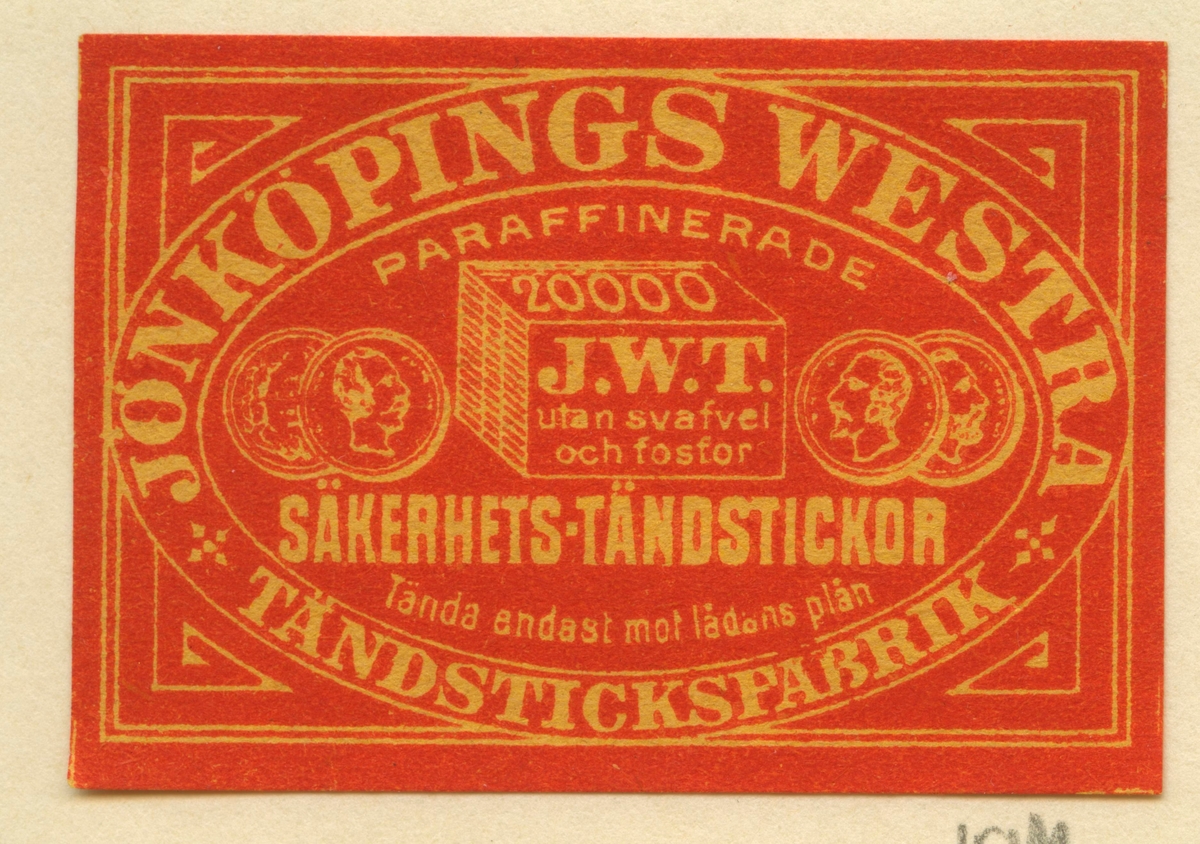 JÖNKÖPINGS WESTRA
PARAFFINERADE
20000
J.W.T.
utan svafvel
och fosfor
SÄKERHETS-TÄNDSTICKOR
Tända endast mot lådans plån
TÄNDSTICKSFABRIK